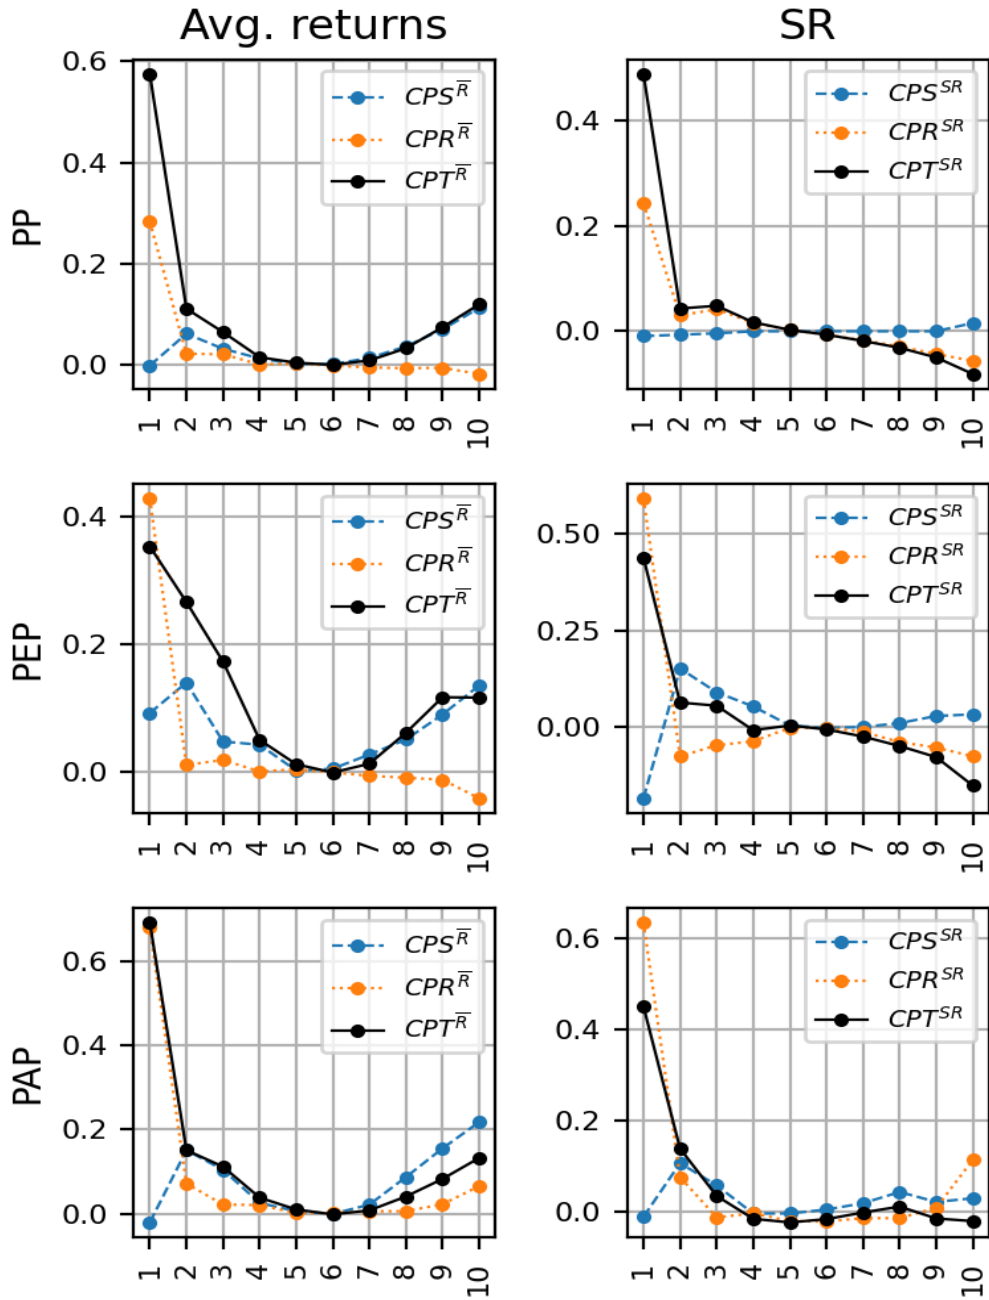 Avg. returns
SR
PP
0.6
0.4
0.2
0.0
CPS^R̅
CPR^R̅
CPT^R̅
1 2 3 4 5 6 7 8 9 10
0.4
0.2
0.0
CPS^SR
CPR^SR
CPT^SR
1 2 3 4 5 6 7 8 9 10
PEP
0.4
0.2
0.0
CPS^R̅
CPR^R̅
CPT^R̅
1 2 3 4 5 6 7 8 9 10
0.50
0.25
0.00
CPS^SR
CPR^SR
CPT^SR
1 2 3 4 5 6 7 8 9 10
PAP
0.6
0.4
0.2
0.0
CPS^R̅
CPR^R̅
CPT^R̅
1 2 3 4 5 6 7 8 9 10
0.6
0.4
0.2
0.0
CPS^SR
CPR^SR
CPT^SR
1 2 3 4 5 6 7 8 9 10